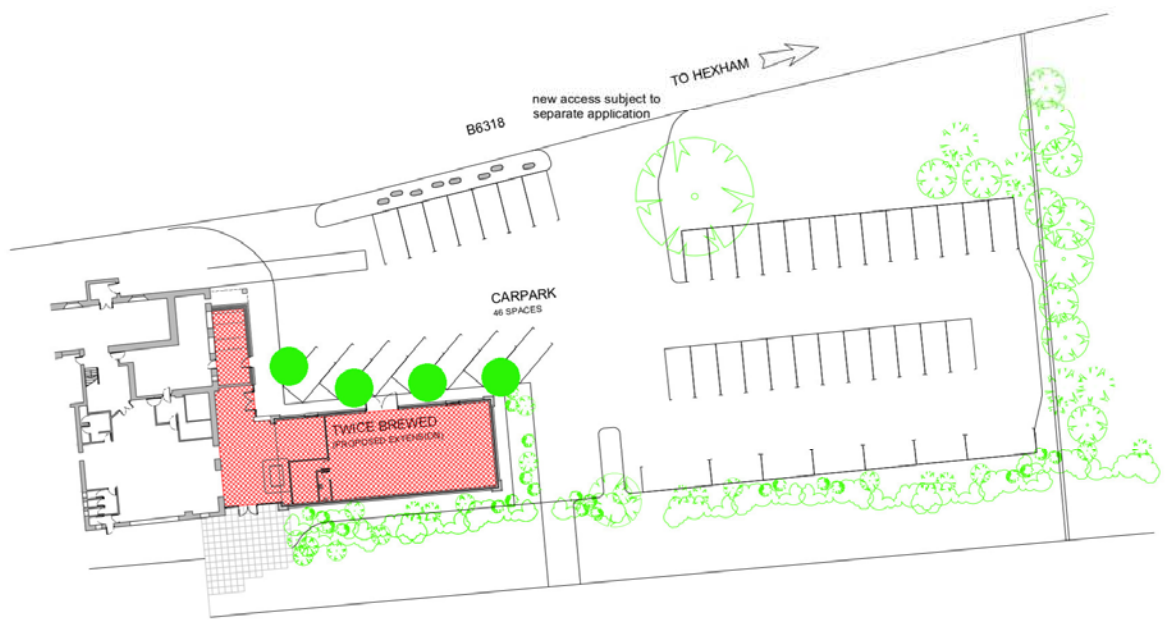 TO HEXHAM
new access subject to
separate application
B6318
CARPARK
46 SPACES
TWICE BREWED
(PROPOSED EXTENSION)